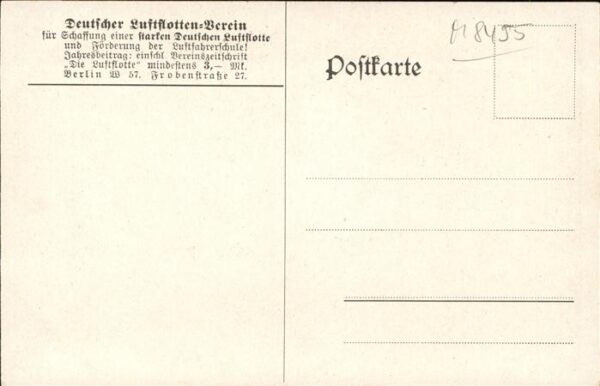 Deutscher Luftflotten-Verein
für Schaffung einer starken Deutschen Luftflotte
und Förderung der Luftfahrerschule!
Jahresbeitrag: einschl. Vereinszeitschrift
„Die Luftflotte“ mindestens 3,— Mk.
Berlin W 57. Frobenstraße 27.
M 8495
Postkarte